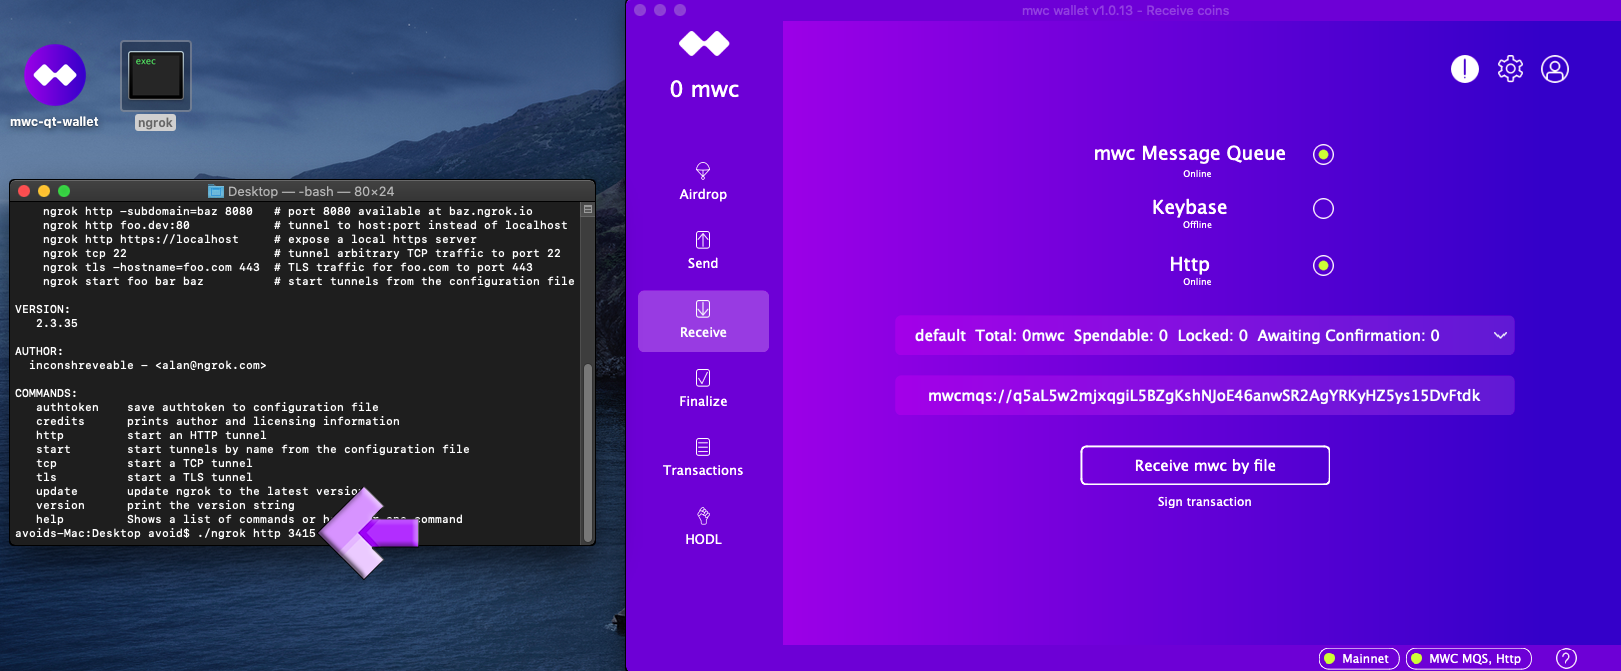 exec
mwc-qt-wallet
ngrok
Desktop — -bash — 80×24
ngrok http -subdomain=baz 8080 # port 8080 available at baz.ngrok.io
ngrok http foo.dev:80 # tunnel to host:port instead of localhost
ngrok http https://localhost # expose a local https server
ngrok tcp 22 # tunnel arbitrary TCP traffic to port 22
ngrok tls -hostname=foo.com 443 # TLS traffic for foo.com to port 443
ngrok start foo bar baz # start tunnels from the configuration file
VERSION:
2.3.35
AUTHOR:
inconshreveable - <alan@ngrok.com>
COMMANDS:
authtoken save authtoken to configuration file
credits prints author and licensing information
http start an HTTP tunnel
start start tunnels by name from the configuration file
tcp start a TCP tunnel
tls start a TLS tunnel
update update ngrok to the latest version
version print the version string
help Shows a list of commands or command
avoids-Mac:Desktop avoid$ ./ngrok http 3415
mwc wallet v1.0.13 - Receive coins
0 mwc
Airdrop
Send
Receive
Finalize
Transactions
HODL
mwc Message Queue
Online
Keybase
Offline
Http
Online
default Total: 0mwc Spendable: 0 Locked: 0 Awaiting Confirmation: 0
mwcmqs://q5aL5w2mjxqgiL5BZgKshNJoE46anwSR2AgYRKyHZ5ys15DvFtdk
Receive mwc by file
Sign transaction
Mainnet
MWC MQS, Http
?